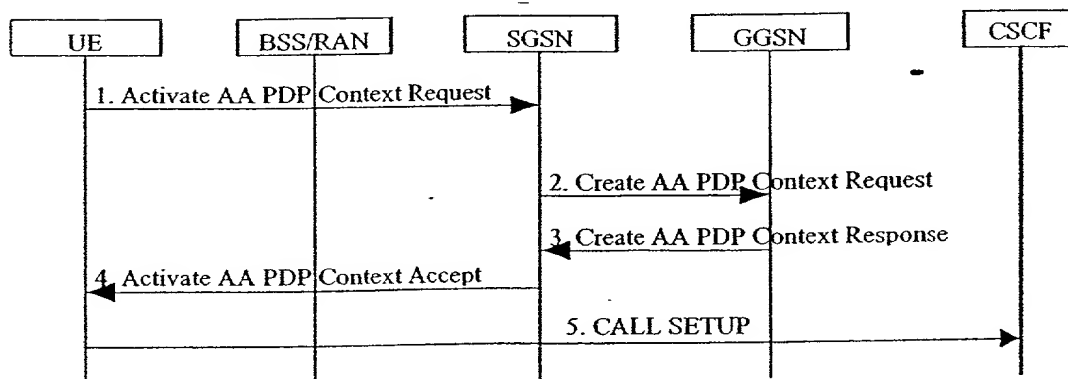 UE
BSS/RAN
SGSN
GGSN
CSCF
1. Activate AA PDP Context Request
2. Create AA PDP Context Request
3. Create AA PDP Context Response
4. Activate AA PDP Context Accept
5. CALL SETUP